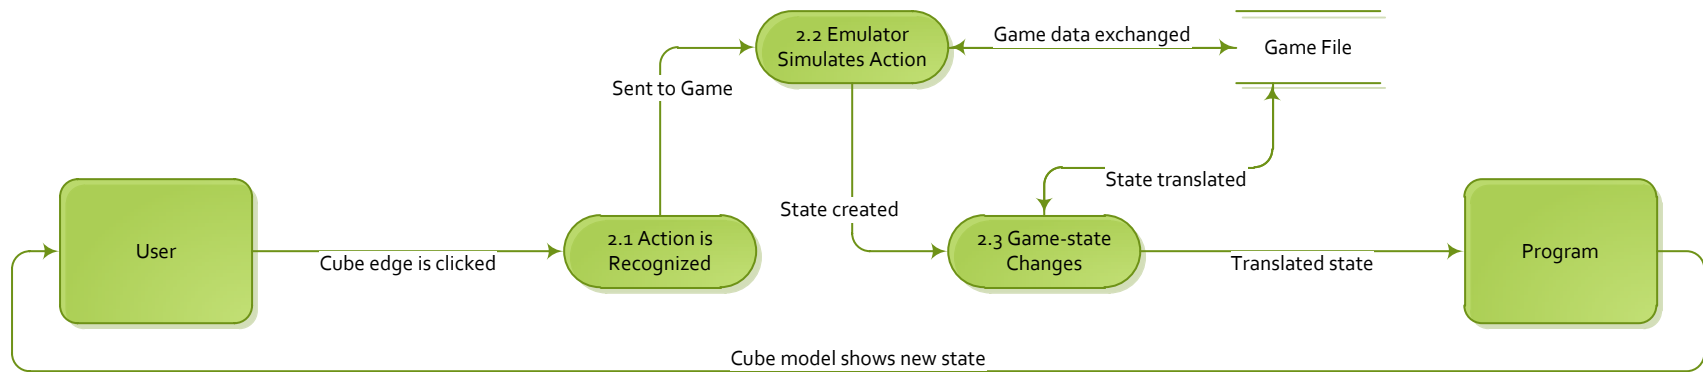 2.2 Emulator
Simulates Action
Game data exchanged
Game File
Sent to Game
State translated
State created
User
Cube edge is clicked
2.1 Action is
Recognized
2.3 Game-state
Changes
Translated state
Program
Cube model shows new state